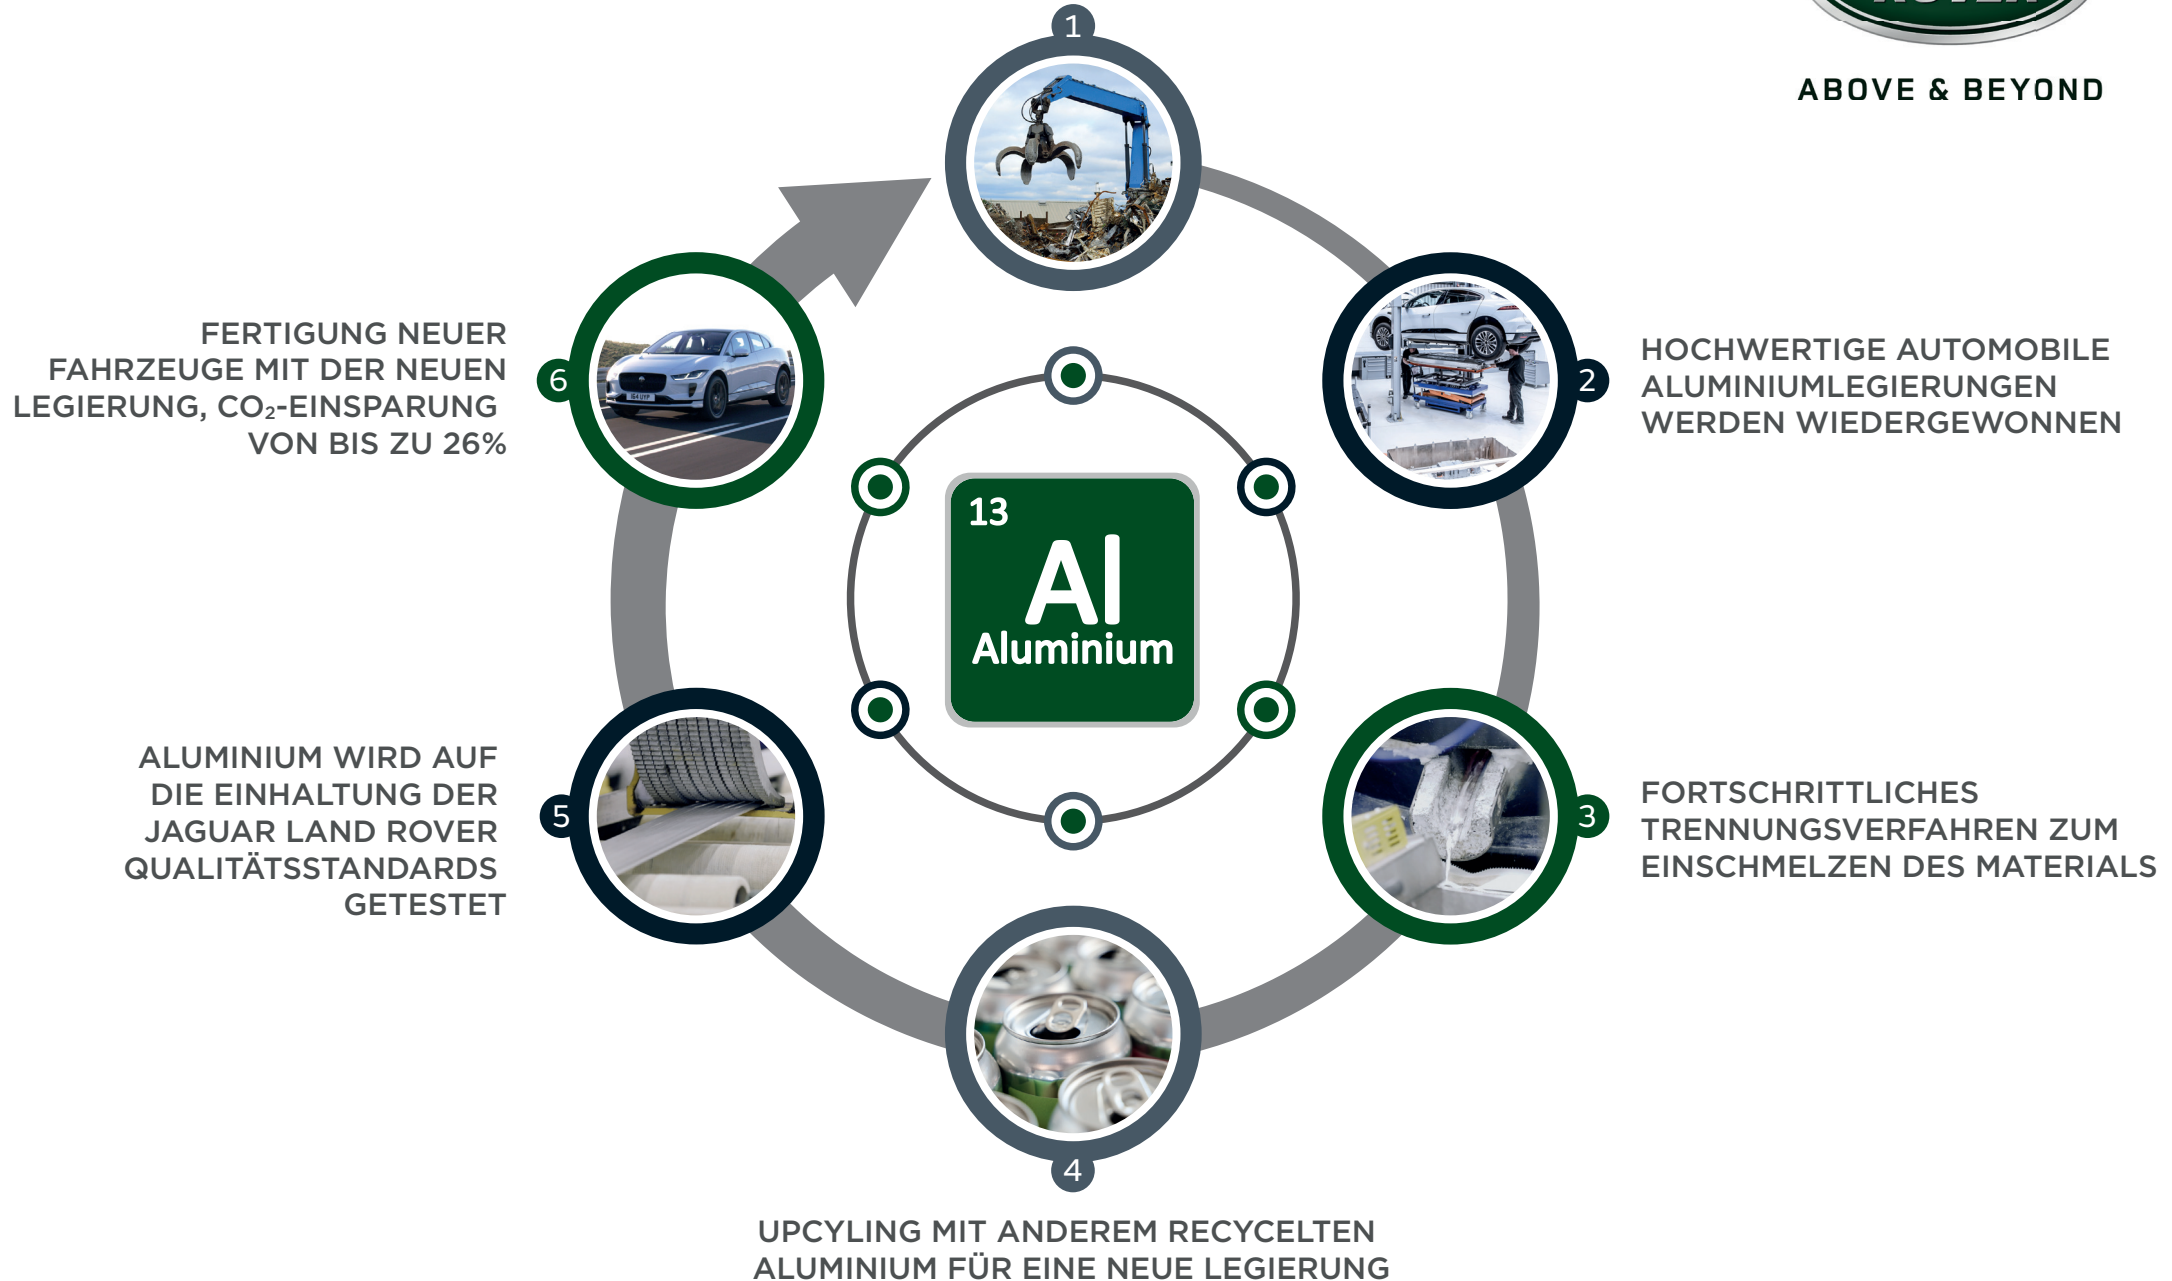 ABOVE & BEYOND
1
2
HOCHWERTIGE AUTOMOBILE
ALUMINIUMLEGIERUNGEN
WERDEN WIEDERGEWONNEN
3
FORTSCHRITTLICHES
TRENNUNGSVERFAHREN ZUM
EINSCHMELZEN DES MATERIALS
4
UPCYLING MIT ANDEREM RECYCELTEN
ALUMINIUM FÜR EINE NEUE LEGIERUNG
5
ALUMINIUM WIRD AUF
DIE EINHALTUNG DER
JAGUAR LAND ROVER
QUALITÄTSSTANDARDS
GETESTET
6
FERTIGUNG NEUER
FAHRZEUGE MIT DER NEUEN
LEGIERUNG, CO₂-EINSPARUNG
VON BIS ZU 26%
13
Al
Aluminium